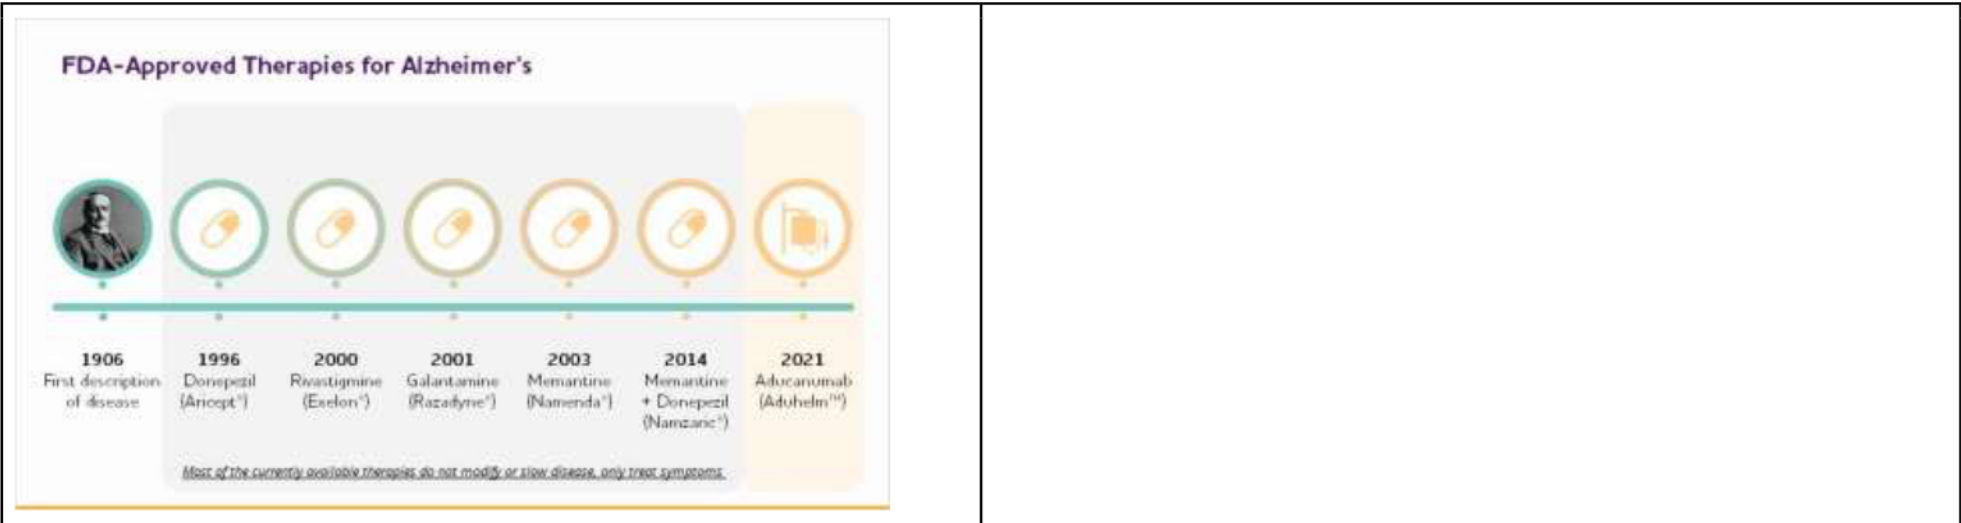 FDA-Approved Therapies for Alzheimer's
1906
First description
of disease
1996
Donepezil
(Aricept®)
2000
Rivastigmine
(Exelon®)
2001
Galantamine
(Razadyne®)
2003
Memantine
(Namenda®)
2014
Memantine
+ Donepezil
(Namzaric®)
2021
Aducanumab
(Aduhelm™)
Most of the currently available therapies do not modify or slow disease, only treat symptoms.